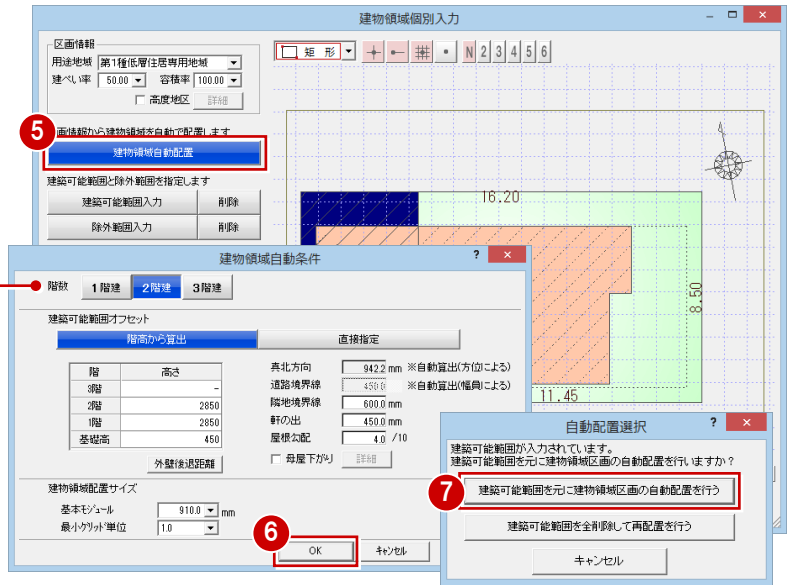 建物領域個別入力
区画情報
用途地域 第1種低層住居専用地域
建ぺい率 50.00 容積率 100.00
高度地区 詳細
矩 形 N 2 3 4 5 6
5
画情報から建物領域を自動で配置します
建物領域自動配置
建築可能範囲と除外範囲を指定します
建築可能範囲入力 削除
除外範囲入力 削除
16.20
8.50
11.45
建物領域自動条件 ?
階数 1階建 2階建 3階建
建築可能範囲オフセット
階高から算出 直接指定
階 高さ
3階 -
2階 2850
1階 2850
基礎高 450
外壁後退距離
真北方向 942.2 mm ※自動算出(方位による)
道路境界線 450.0 ※自動算出(幅員による)
隣地境界線 600.0 mm
軒の出 450.0 mm
屋根勾配 4.0 /10
母屋下がり 詳細
建物領域配置サイズ
基本モジュール 910.0 mm
最小グリッド単位 1.0
6
OK キャンセル
自動配置選択 ?
建築可能範囲が入力されています。
建築可能範囲を元に建物領域区画の自動配置を行いますか？
7
建築可能範囲を元に建物領域区画の自動配置を行う
建築可能範囲を全削除して再配置を行う
キャンセル